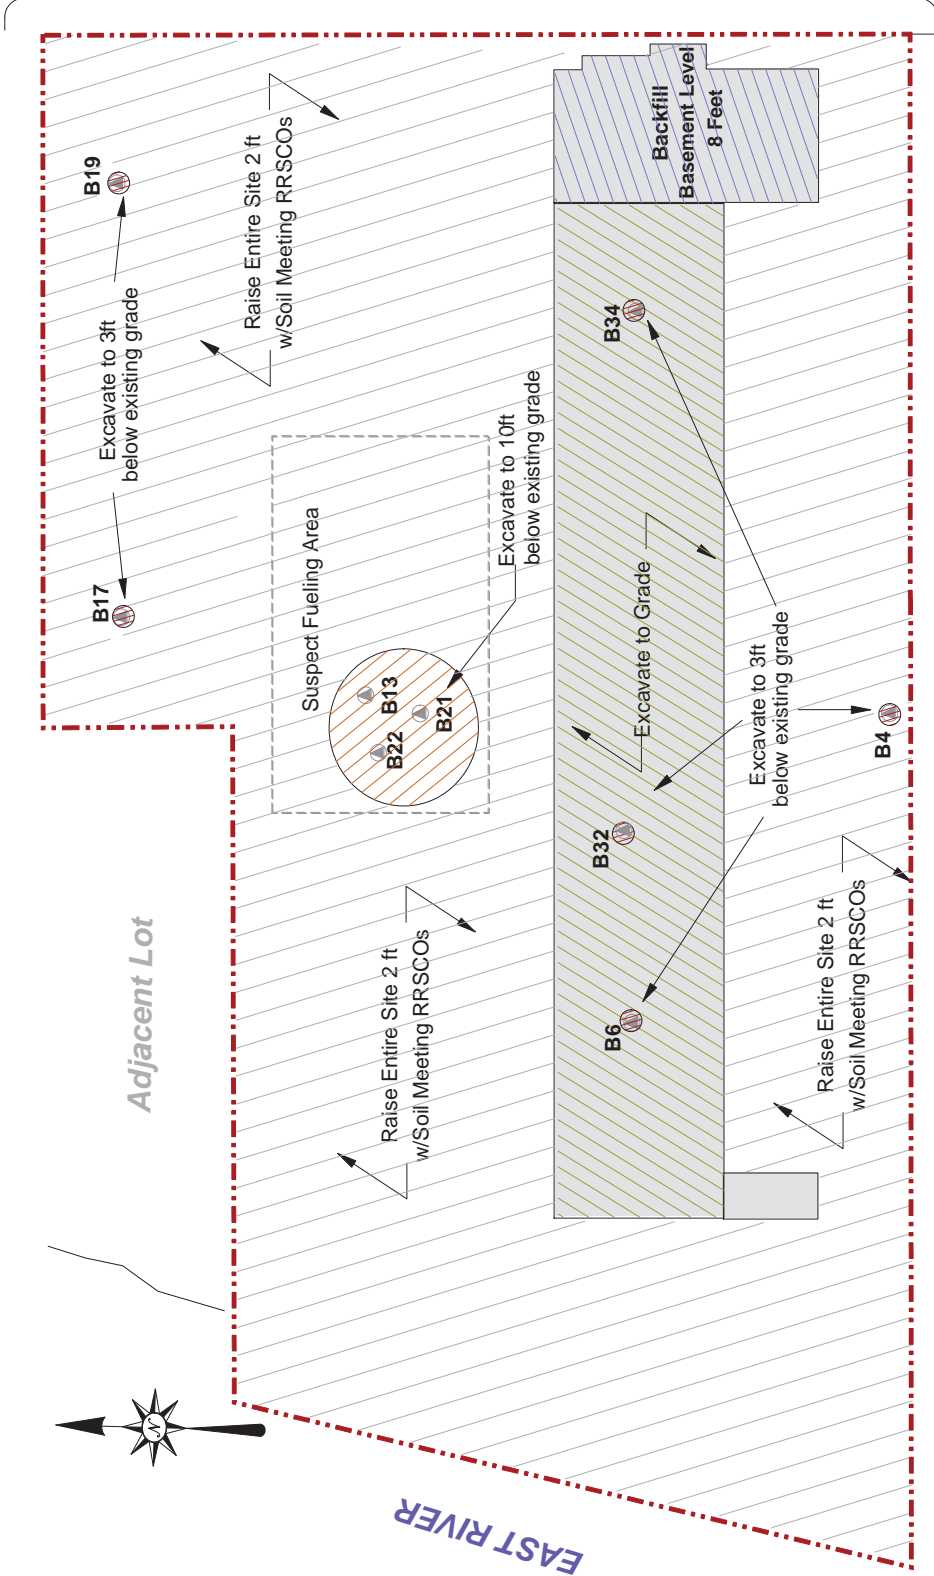 B19
Raise Entire Site 2 ft
w/Soil Meeting RRSCOs
Backfill
Basement Level
8 Feet
Excavate to 3ft
below existing grade
B17
B34
Excavate to 10ft
below existing grade
Suspect Fueling Area
B13
B21
B22
Excavate to Grade
Excavate to 3ft
below existing grade
B4
B32
B6
Adjacent Lot
Raise Entire Site 2 ft
w/Soil Meeting RRSCOs
Raise Entire Site 2 ft
w/Soil Meeting RRSCOs
N
EAST RIVER